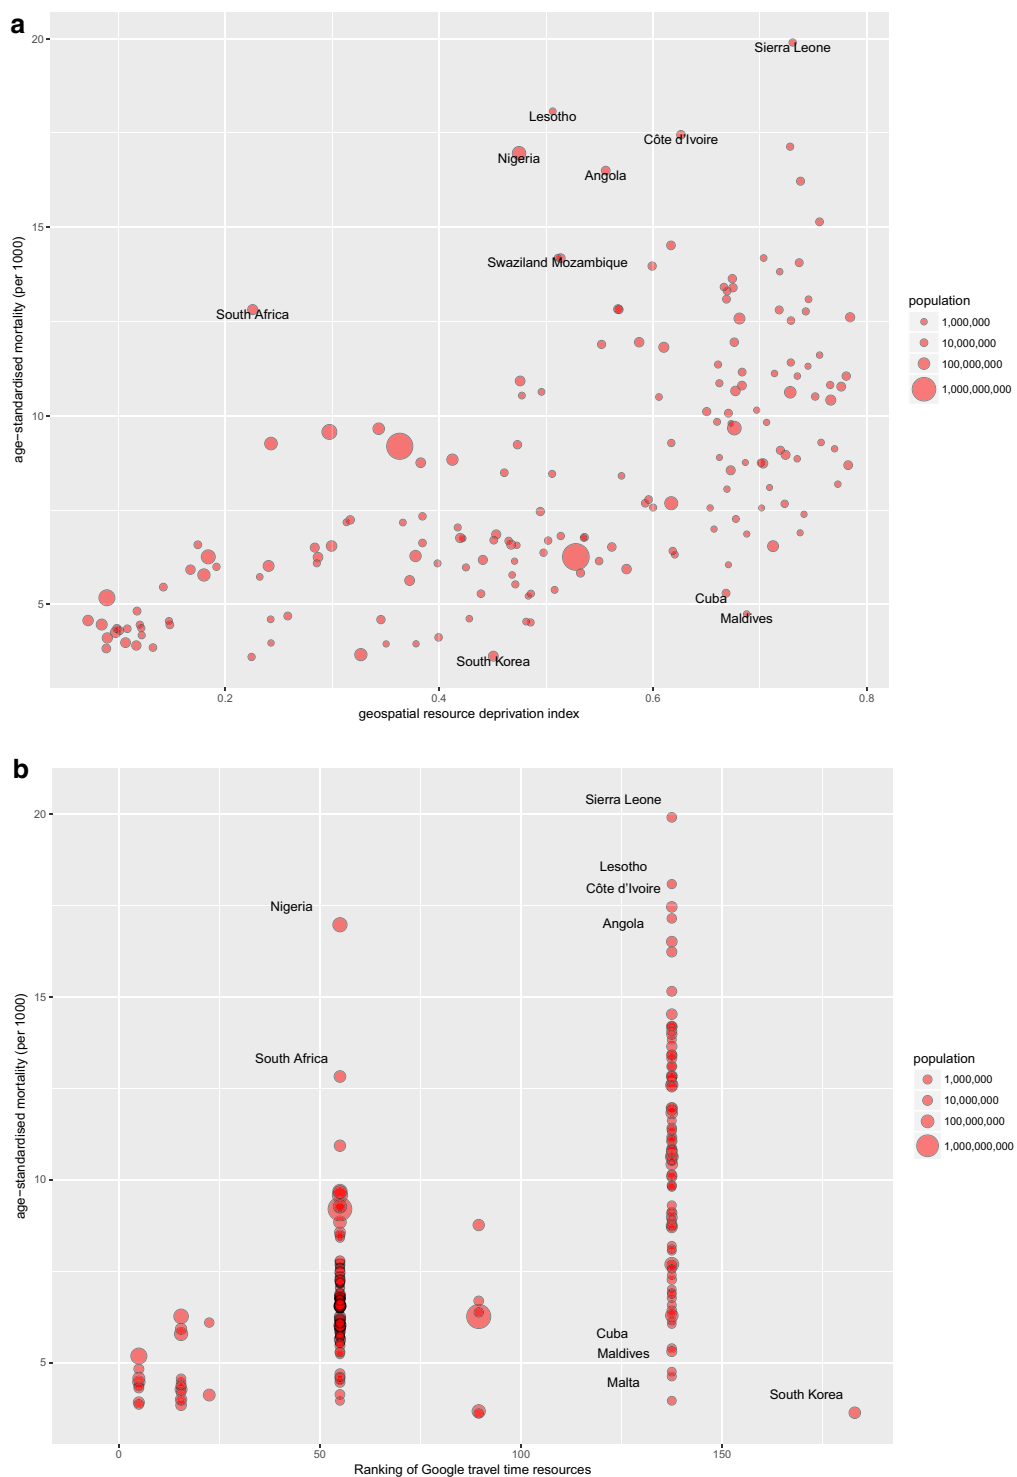 a
20
15
10
5
age−standardised mortality (per 1000)
Sierra Leone
Lesotho
Côte d'Ivoire
Nigeria
Angola
Swaziland Mozambique
South Africa
Cuba
Maldives
South Korea
0.2 0.4 0.6 0.8
geospatial resource deprivation index
population
1,000,000
10,000,000
100,000,000
1,000,000,000
b
20
15
10
5
age−standardised mortality (per 1000)
Sierra Leone
Lesotho
Côte d'Ivoire
Nigeria
Angola
South Africa
Cuba
Maldives
Malta
South Korea
0 50 100 150
Ranking of Google travel time resources
population
1,000,000
10,000,000
100,000,000
1,000,000,000